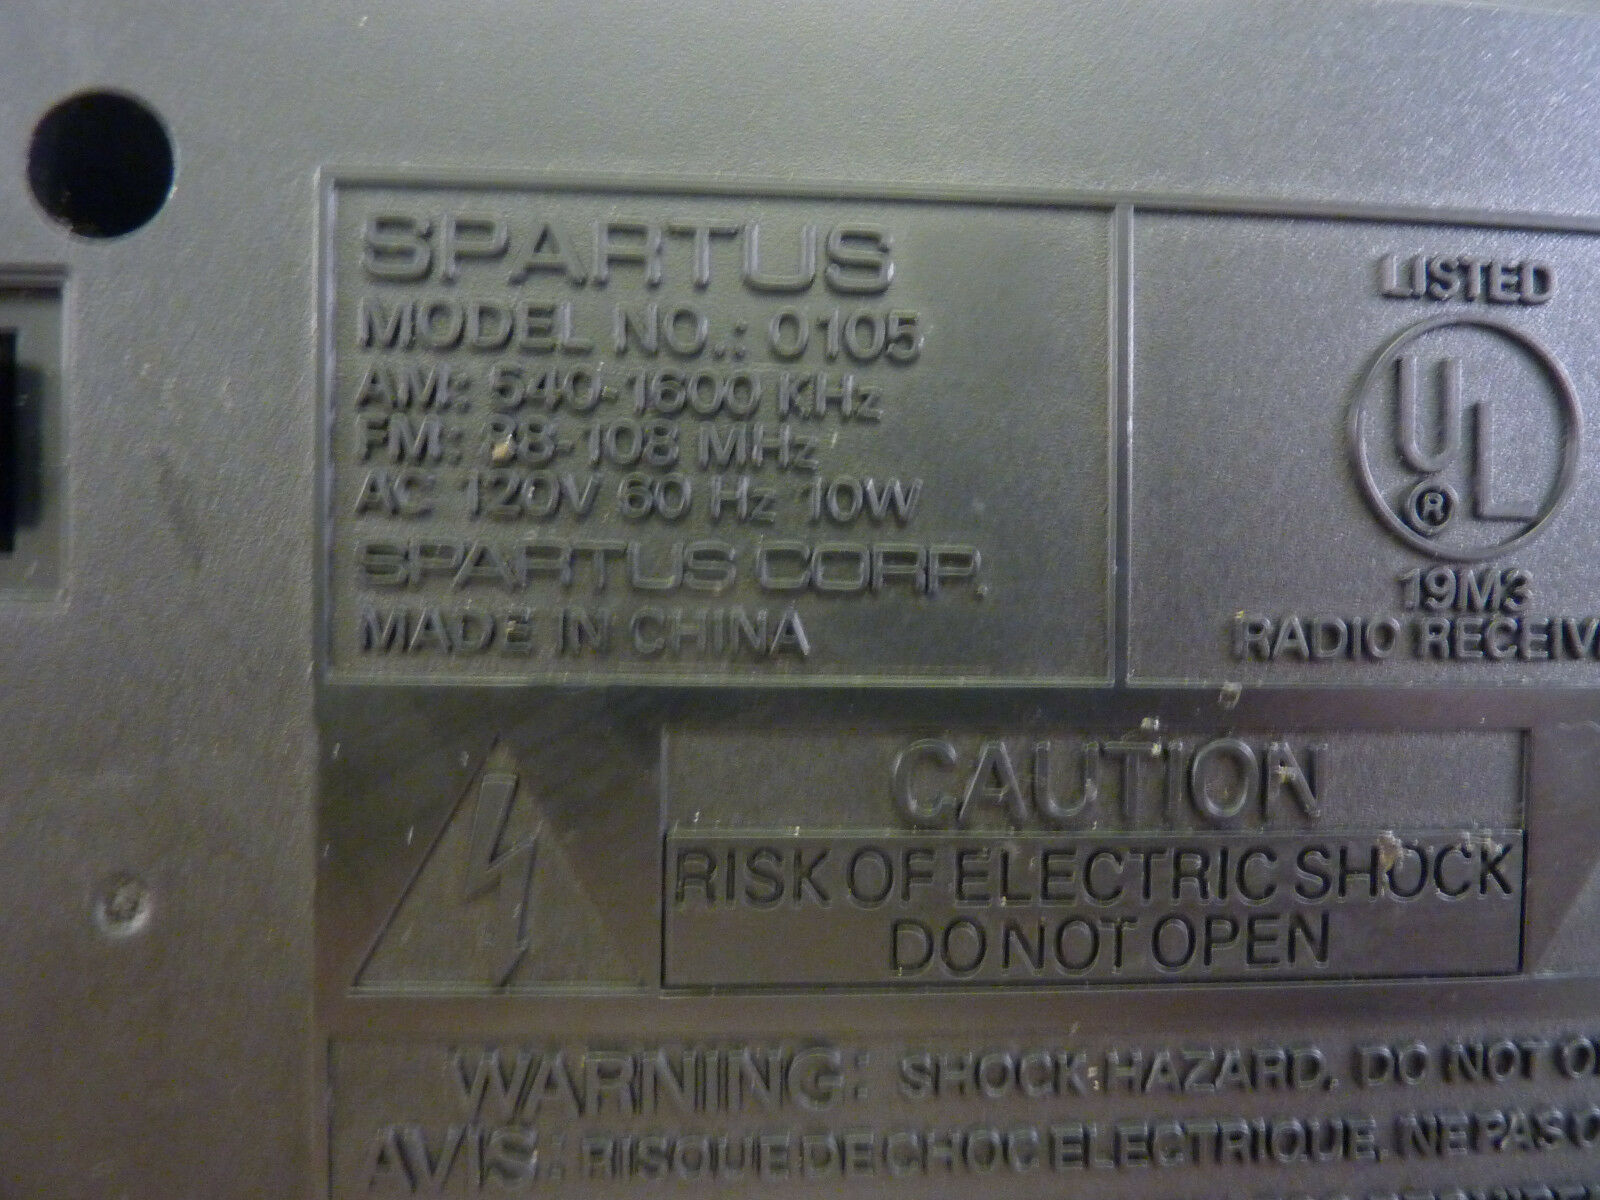 SPARTUS
MODEL NO.: 0105
AM: 540-1600 KHz
FM: 88-108 MHz
AC 120V 60 Hz 10W
SPARTUS CORP.
MADE IN CHINA
LISTED
UL
®
19M3
RADIO RECEIV
CAUTION
RISK OF ELECTRIC SHOCK
DO NOT OPEN
WARNING: SHOCK HAZARD. DO NOT O
AVIS: RISQUE DE CHOC ELECTRIQUE. NE PAS O